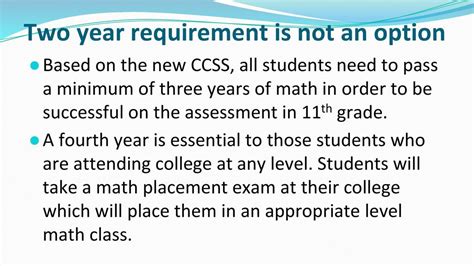 Two year requirement is not an option
Based on the new CCSS, all students need to pass
a minimum of three years of math in order to be
successful on the assessment in 11th grade.
A fourth year is essential to those students who
are attending college at any level. Students will
take a math placement exam at their college
which will place them in an appropriate level
math class.